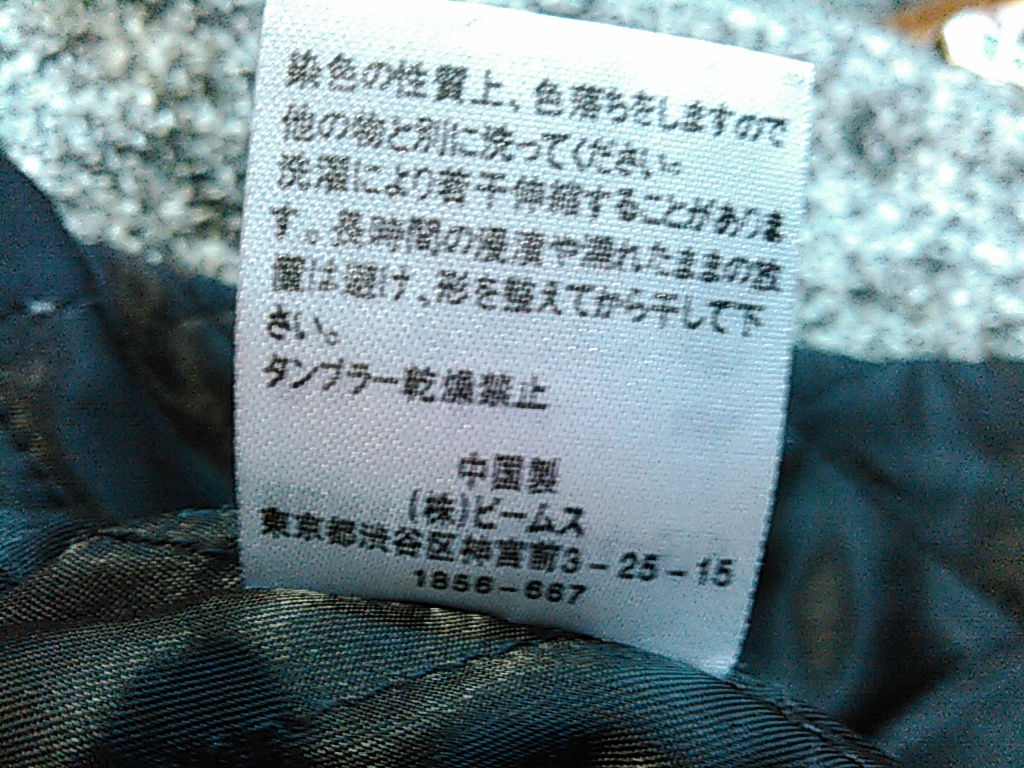 染色の性質上、色落ちをしますので
他の物と別に洗ってください。
洗濯により若干伸縮することがありま
す。長時間の浸漬や濡れたままの放
置は避け、形を整えてから干して下
さい。
タンブラー乾燥禁止
中国製
(株)ビームス
東京都渋谷区神宮前3-25-15
1856-667